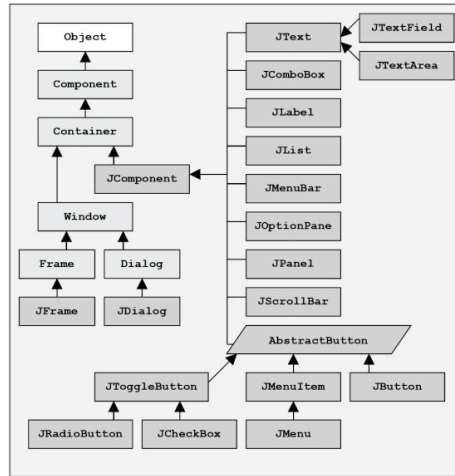 Object
Component
Container
JComponent
Window
Frame
Dialog
JFrame
JDialog
JText
JTextField
JTextArea
JComboBox
JLabel
JList
JMenuBar
JOptionPane
JPanel
JScrollBar
AbstractButton
JToggleButton
JMenuItem
JButton
JRadioButton
JCheckBox
JMenu